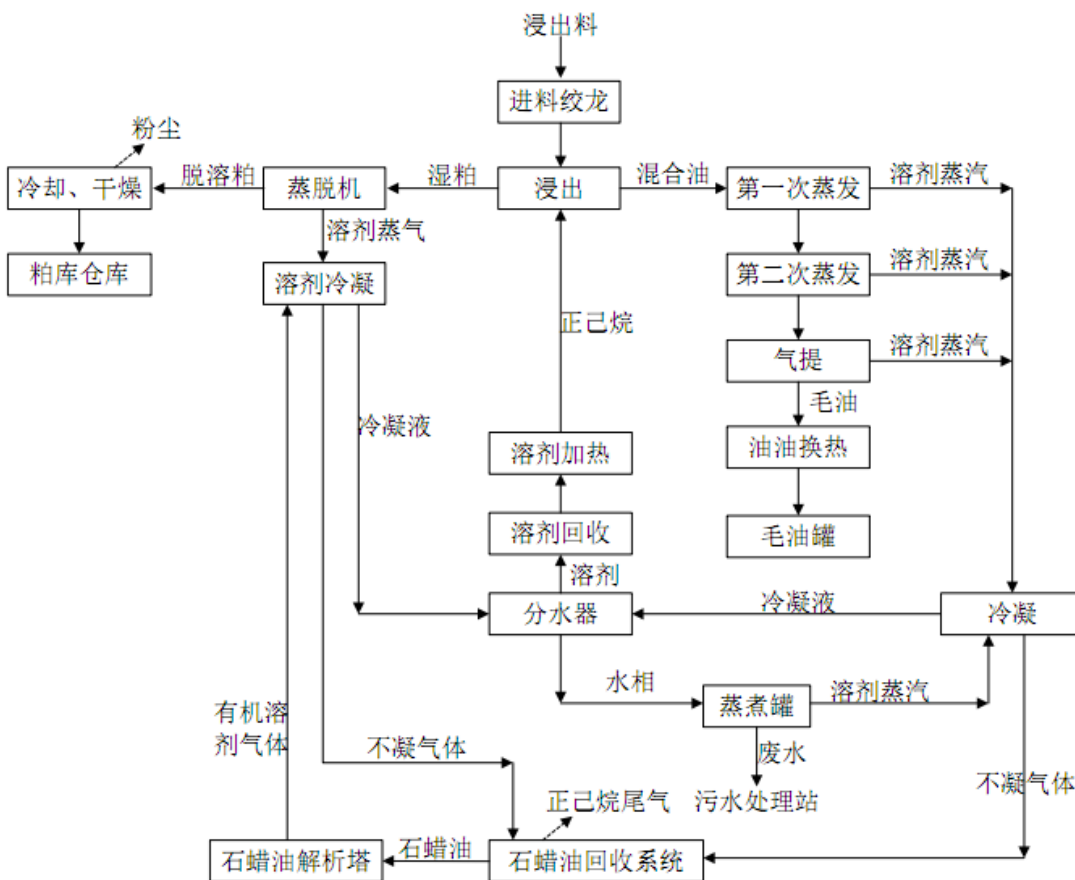 浸出料
进料绞龙
粉尘
冷却、干燥
脱溶粕
蒸脱机
湿粕
浸出
混合油
第一次蒸发
溶剂蒸汽
溶剂蒸气
粕库仓库
溶剂冷凝
第二次蒸发
溶剂蒸汽
正己烷
气提
溶剂蒸汽
毛油
冷凝液
溶剂加热
油油换热
溶剂回收
毛油罐
溶剂
分水器
冷凝液
冷凝
水相
蒸煮罐
溶剂蒸汽
有机溶
剂气体
不凝气体
废水
污水处理站
不凝气体
正己烷尾气
石蜡油解析塔
石蜡油
石蜡油回收系统